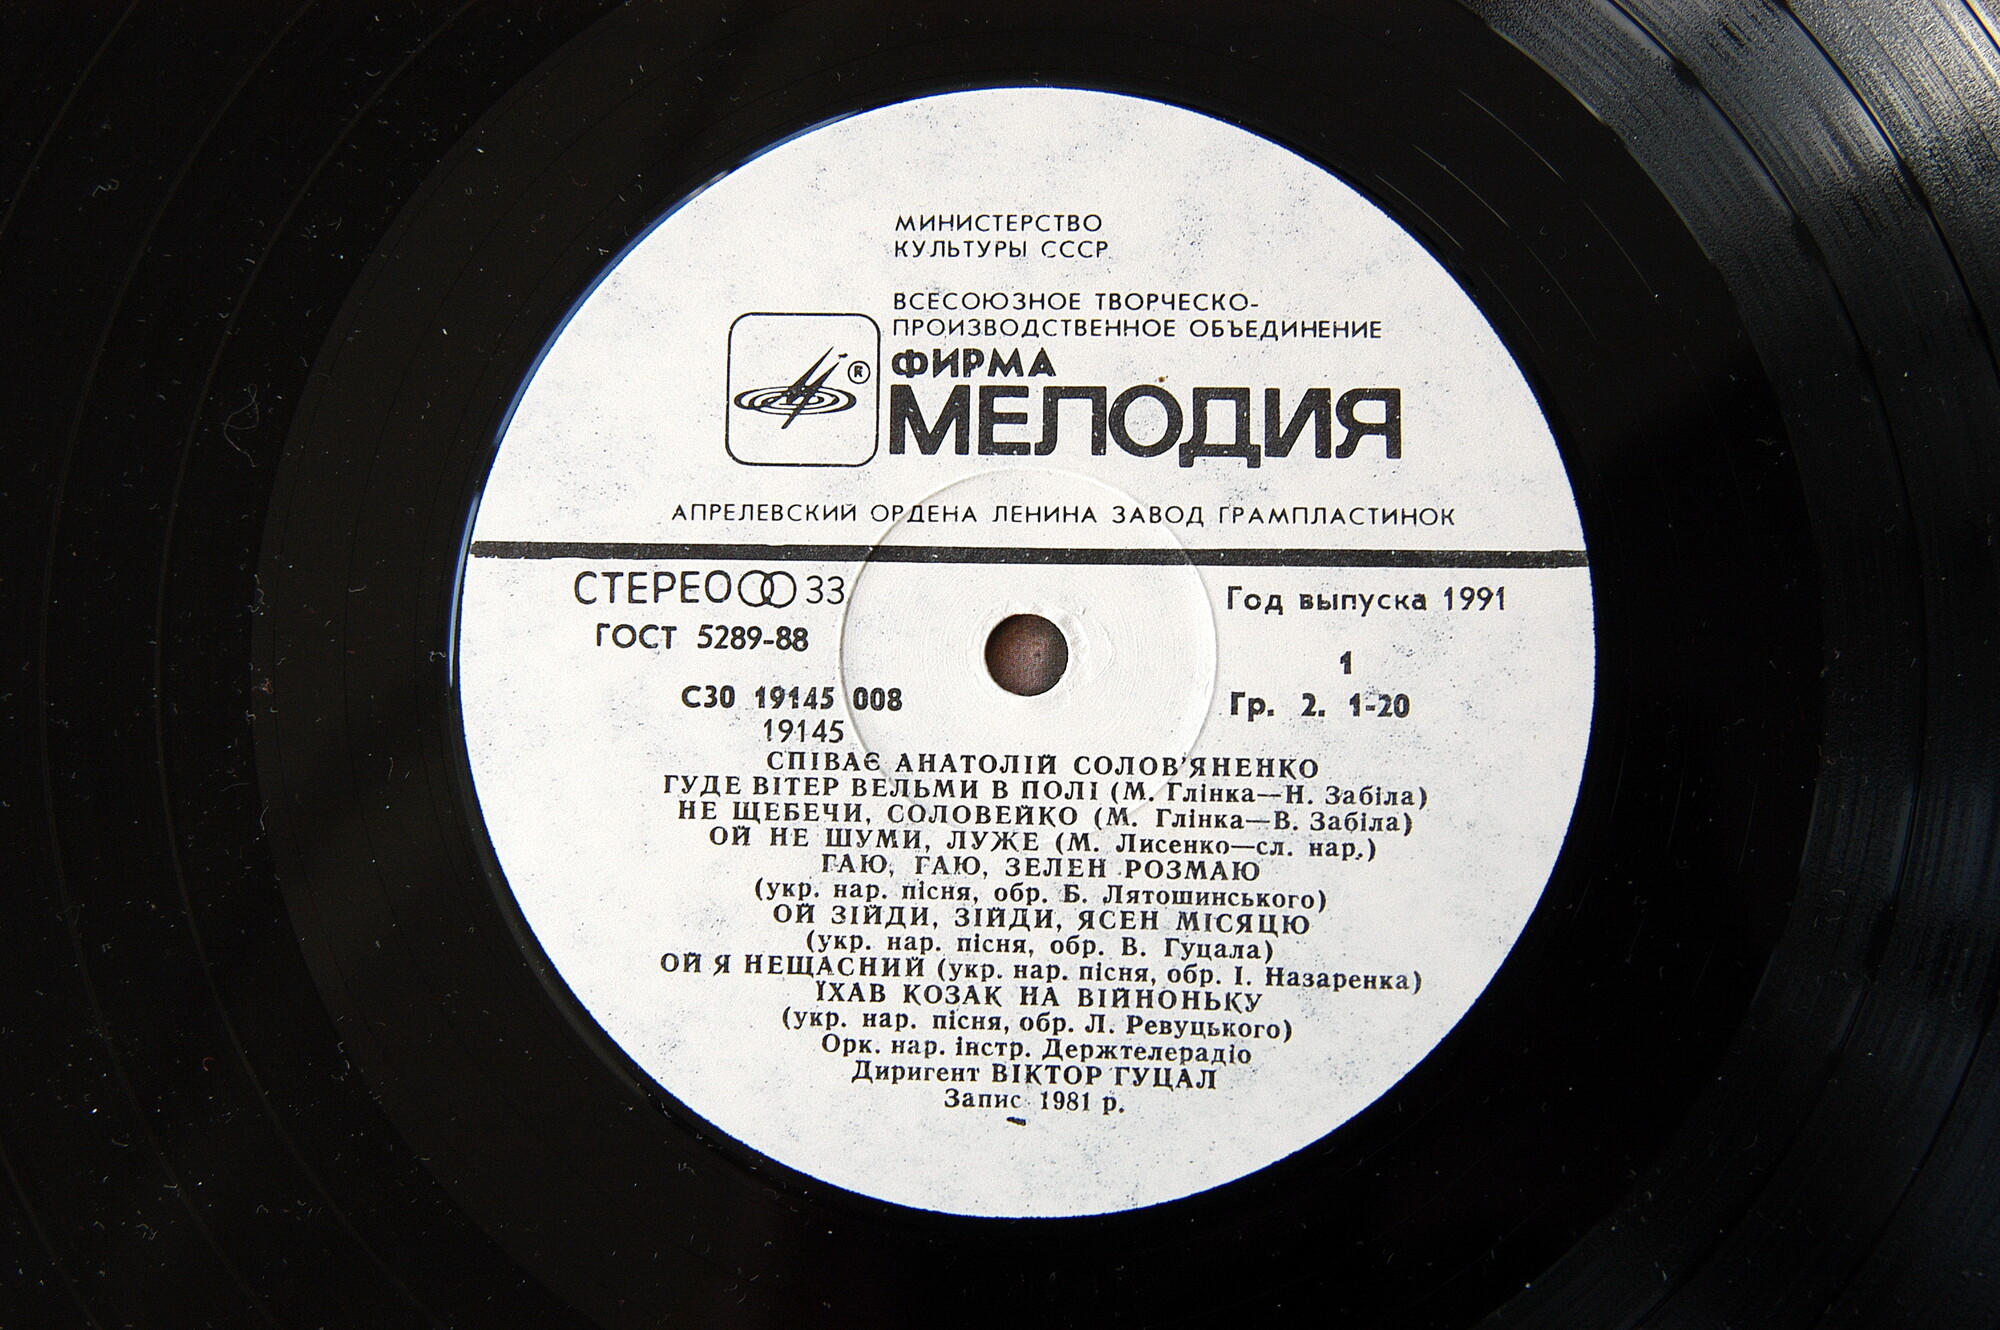 МИНИСТЕРСТВО
КУЛЬТУРЫ СССР
ВСЕСОЮЗНОЕ ТВОРЧЕСКО-
ПРОИЗВОДСТВЕННОЕ ОБЪЕДИНЕНИЕ
ФИРМА
МЕЛОДИЯ
®
АПРЕЛЕВСКИЙ ОРДЕНА ЛЕНИНА ЗАВОД ГРАМПЛАСТИНОК
СТЕРЕО 33
ГОСТ 5289-88
Год выпуска 1991
1
С30 19145 008
Гр. 2. 1-20
19145
СПІВАЄ АНАТОЛІЙ СОЛОВ'ЯНЕНКО
ГУДЕ ВІТЕР ВЕЛЬМИ В ПОЛІ (М. Глінка—Н. Забіла)
НЕ ЩЕБЕЧИ, СОЛОВЕЙКО (М. Глінка—В. Забіла)
ОЙ НЕ ШУМИ, ЛУЖЕ (М. Лисенко—сл. нар.)
ГАЮ, ГАЮ, ЗЕЛЕН РОЗМАЮ
(укр. нар. пісня, обр. Б. Лятошинського)
ОЙ ЗІЙДИ, ЗІЙДИ, ЯСЕН МІСЯЦЮ
(укр. нар. пісня, обр. В. Гуцала)
ОЙ Я НЕЩАСНИЙ (укр. нар. пісня, обр. І. Назаренка)
ЇХАВ КОЗАК НА ВІЙНОНЬКУ
(укр. нар. пісня, обр. Л. Ревуцького)
Орк. нар. інстр. Держтелерадіо
Диригент ВІКТОР ГУЦАЛ
Запис 1981 р.